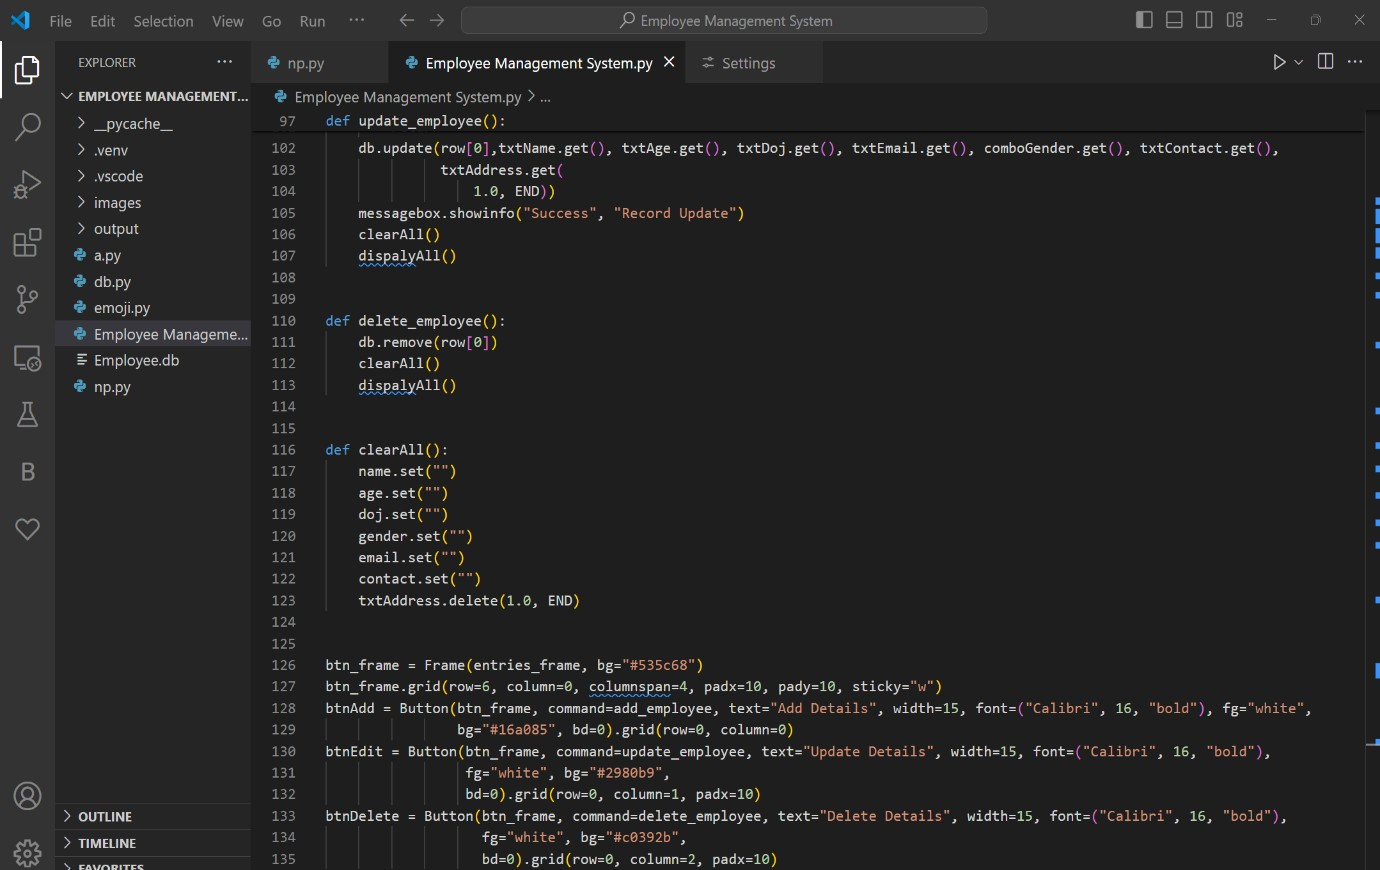 File Edit Selection View Go Run ··· Employee Management System
EXPLORER ··· np.py Employee Management System.py Settings
EMPLOYEE MANAGEMENT... Employee Management System.py > ...
__pycache__
.venv
.vscode
images
output
a.py
db.py
emoji.py
Employee Manageme...
Employee.db
np.py
OUTLINE
TIMELINE
FAVORITES
B
97 def update_employee():
102 db.update(row[0],txtName.get(), txtAge.get(), txtDoj.get(), txtEmail.get(), comboGender.get(), txtContact.get(),
103 txtAddress.get(
104 1.0, END))
105 messagebox.showinfo("Success", "Record Update")
106 clearAll()
107 dispalyAll()
108
109
110 def delete_employee():
111 db.remove(row[0])
112 clearAll()
113 dispalyAll()
114
115
116 def clearAll():
117 name.set("")
118 age.set("")
119 doj.set("")
120 gender.set("")
121 email.set("")
122 contact.set("")
123 txtAddress.delete(1.0, END)
124
125
126 btn_frame = Frame(entries_frame, bg="#535c68")
127 btn_frame.grid(row=6, column=0, columnspan=4, padx=10, pady=10, sticky="w")
128 btnAdd = Button(btn_frame, command=add_employee, text="Add Details", width=15, font=("Calibri", 16, "bold"), fg="white",
129 bg="#16a085", bd=0).grid(row=0, column=0)
130 btnEdit = Button(btn_frame, command=update_employee, text="Update Details", width=15, font=("Calibri", 16, "bold"),
131 fg="white", bg="#2980b9",
132 bd=0).grid(row=0, column=1, padx=10)
133 btnDelete = Button(btn_frame, command=delete_employee, text="Delete Details", width=15, font=("Calibri", 16, "bold"),
134 fg="white", bg="#c0392b",
135 bd=0).grid(row=0, column=2, padx=10)